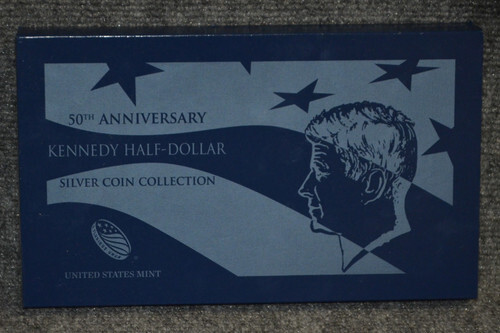 50TH ANNIVERSARY
KENNEDY HALF-DOLLAR
SILVER COIN COLLECTION
UNITED STATES MINT